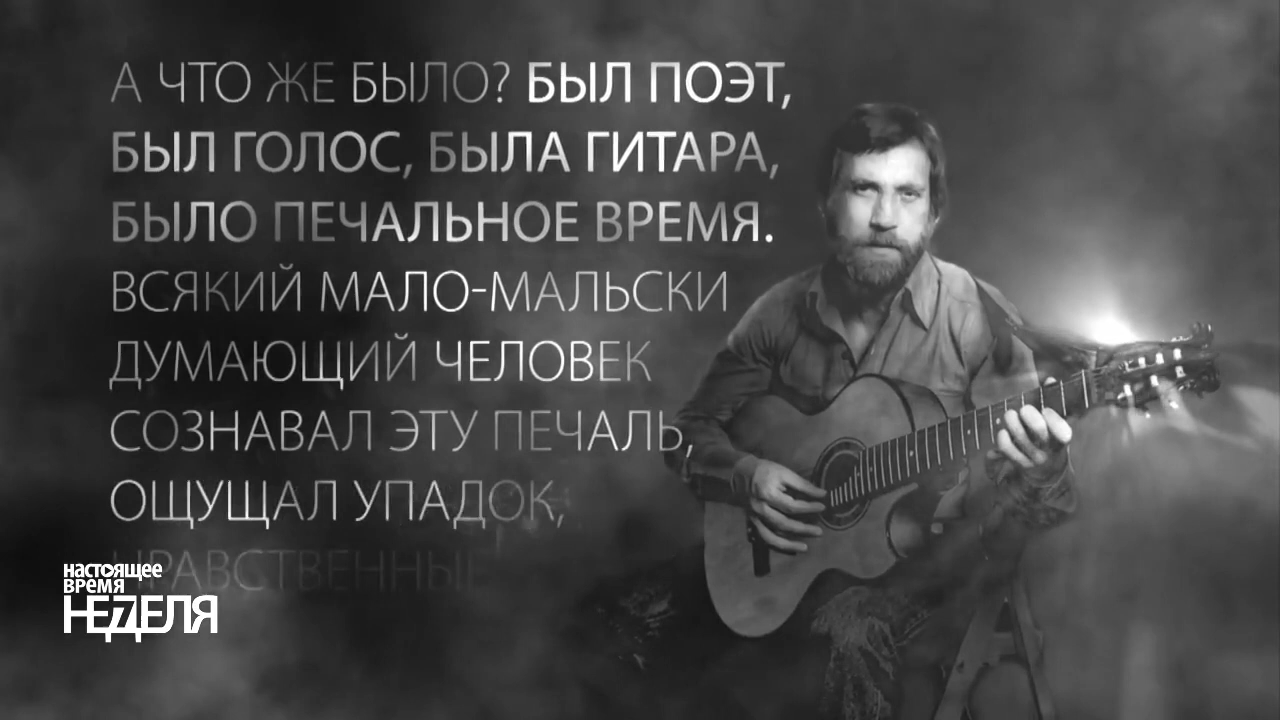 А ЧТО ЖЕ БЫЛО? БЫЛ ПОЭТ,
БЫЛ ГОЛОС, БЫЛА ГИТАРА,
БЫЛО ПЕЧАЛЬНОЕ ВРЕМЯ.
ВСЯКИЙ МАЛО-МАЛЬСКИ
ДУМАЮЩИЙ ЧЕЛОВЕК
СОЗНАВАЛ ЭТУ ПЕЧАЛЬ,
ОЩУЩАЛ УПАДОК,
НРАВСТВЕННЫЕ
настоящее
время
НЕДЕЛЯ